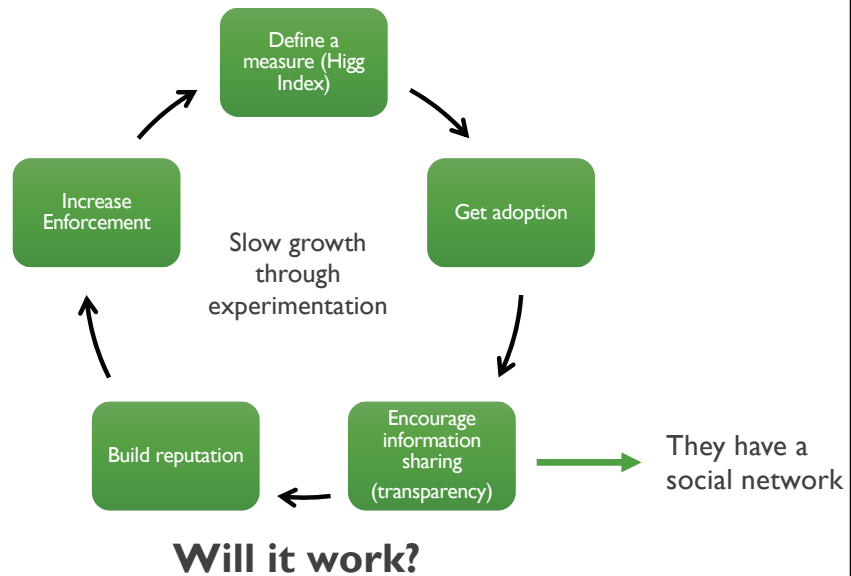 Define a
measure (Higg
Index)
Get adoption
Encourage
information
sharing
(transparency)
They have a
social network
Build reputation
Increase
Enforcement
Slow growth
through
experimentation
Will it work?